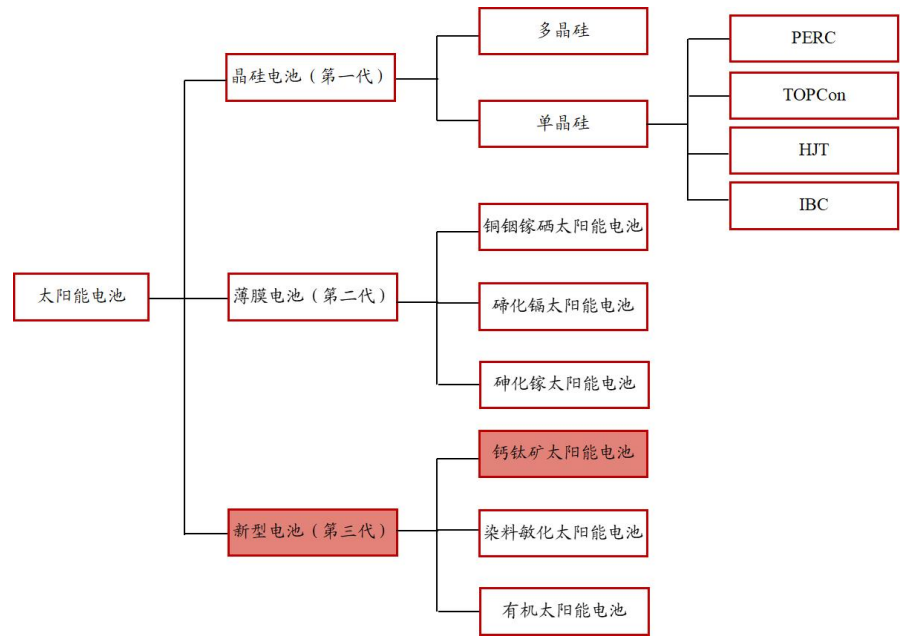 太阳能电池
晶硅电池（第一代）
多晶硅
单晶硅
PERC
TOPCon
HJT
IBC
薄膜电池（第二代）
铜铟镓硒太阳能电池
碲化镉太阳能电池
砷化镓太阳能电池
新型电池（第三代）
钙钛矿太阳能电池
染料敏化太阳能电池
有机太阳能电池